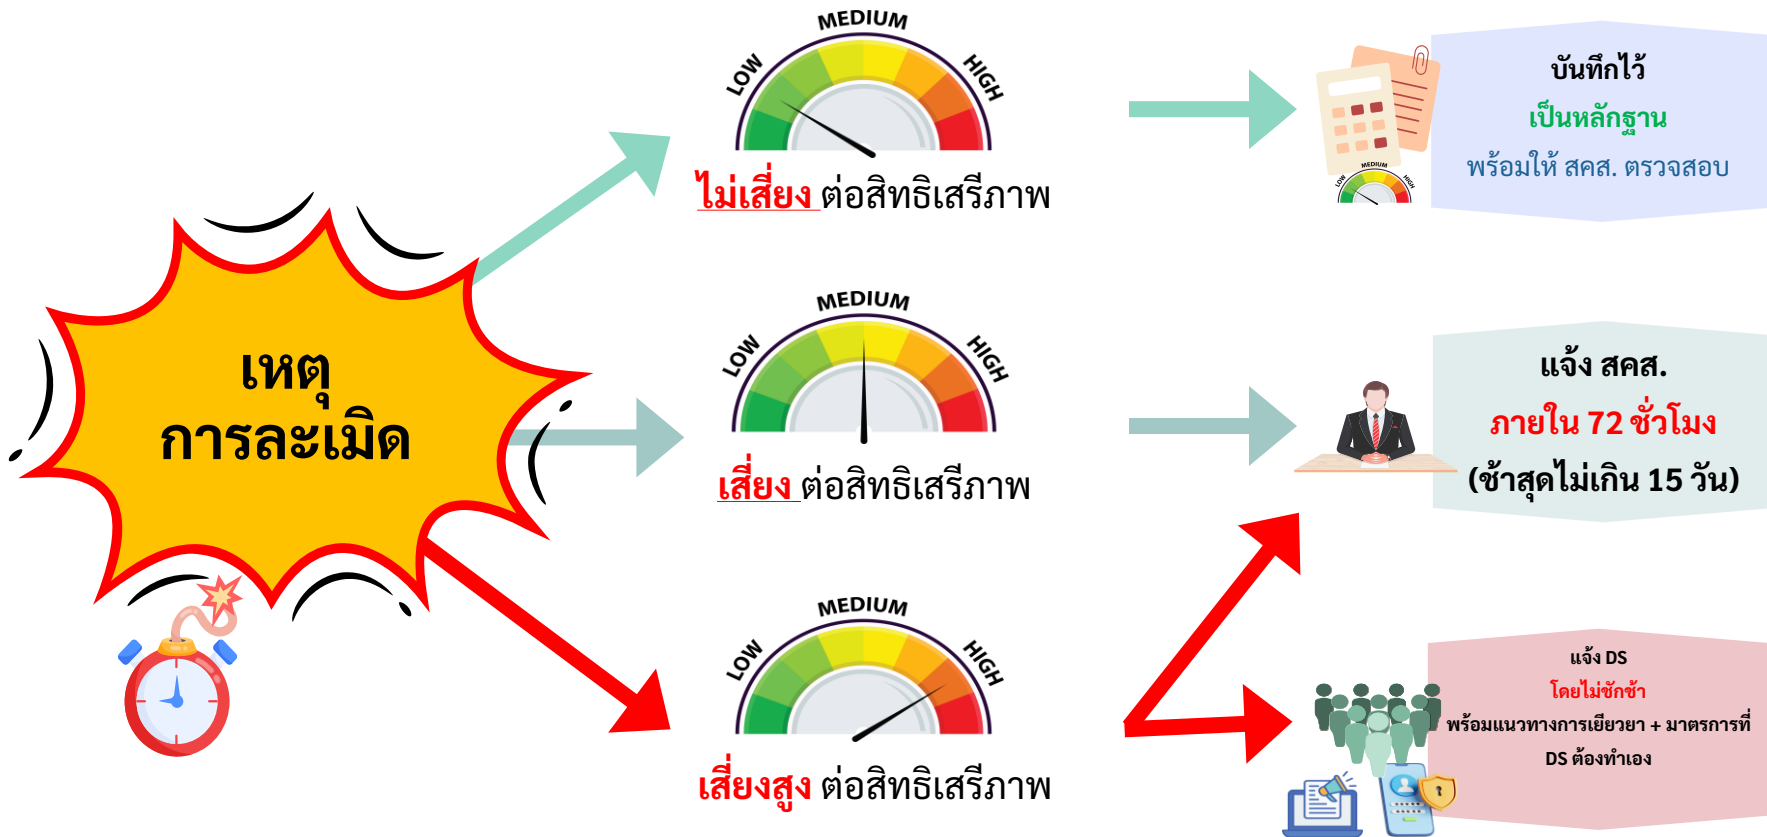 เหตุ
การละเมิด
LOW
MEDIUM
HIGH
ไม่เสี่ยง ต่อสิทธิเสรีภาพ
LOW
MEDIUM
HIGH
บันทึกไว้
เป็นหลักฐาน
พร้อมให้ สคส. ตรวจสอบ
LOW
MEDIUM
HIGH
เสี่ยง ต่อสิทธิเสรีภาพ
แจ้ง สคส.
ภายใน 72 ชั่วโมง
(ช้าสุดไม่เกิน 15 วัน)
LOW
MEDIUM
HIGH
เสี่ยงสูง ต่อสิทธิเสรีภาพ
แจ้ง DS
โดยไม่ชักช้า
พร้อมแนวทางการเยียวยา + มาตรการที่
DS ต้องทำเอง